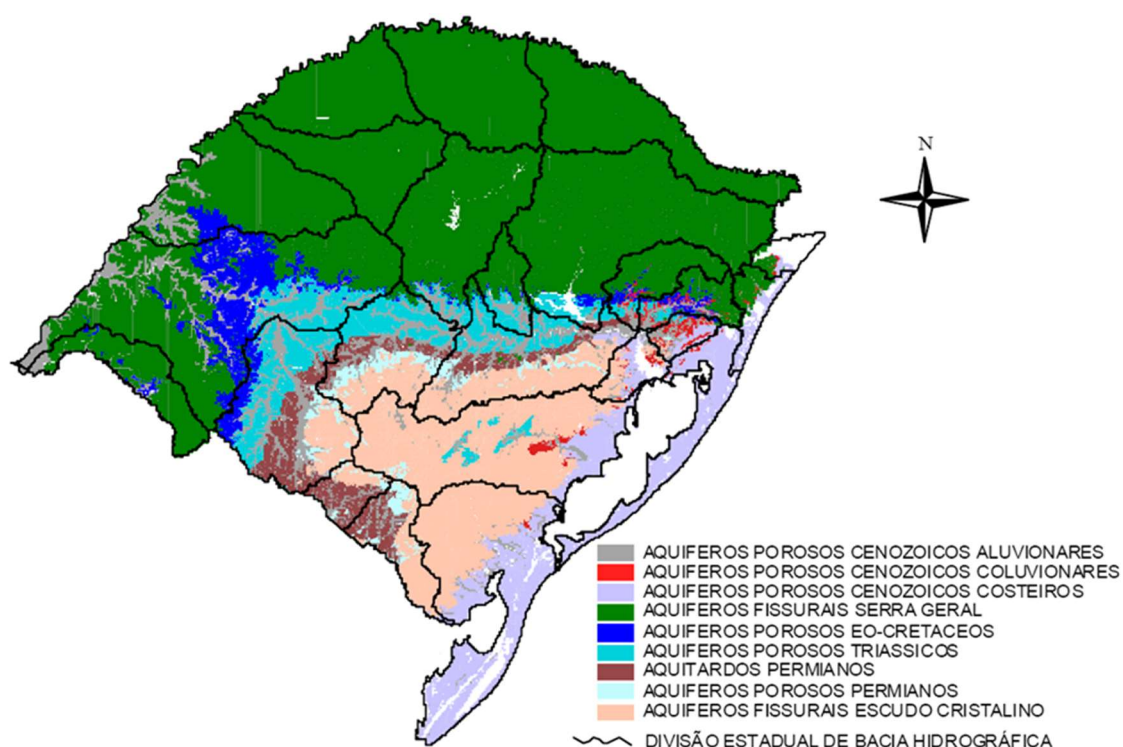 N
AQUIFEROS POROSOS CENOZOICOS ALUVIONARES
AQUIFEROS POROSOS CENOZOICOS COLUVIONARES
AQUIFEROS POROSOS CENOZOICOS COSTEIROS
AQUIFEROS FISSURAIS SERRA GERAL
AQUIFEROS POROSOS EO-CRETACEOS
AQUIFEROS POROSOS TRIASSICOS
AQUITARDOS PERMIANOS
AQUIFEROS POROSOS PERMIANOS
AQUIFEROS FISSURAIS ESCUDO CRISTALINO
DIVISÃO ESTADUAL DE BACIA HIDROGRÁFICA